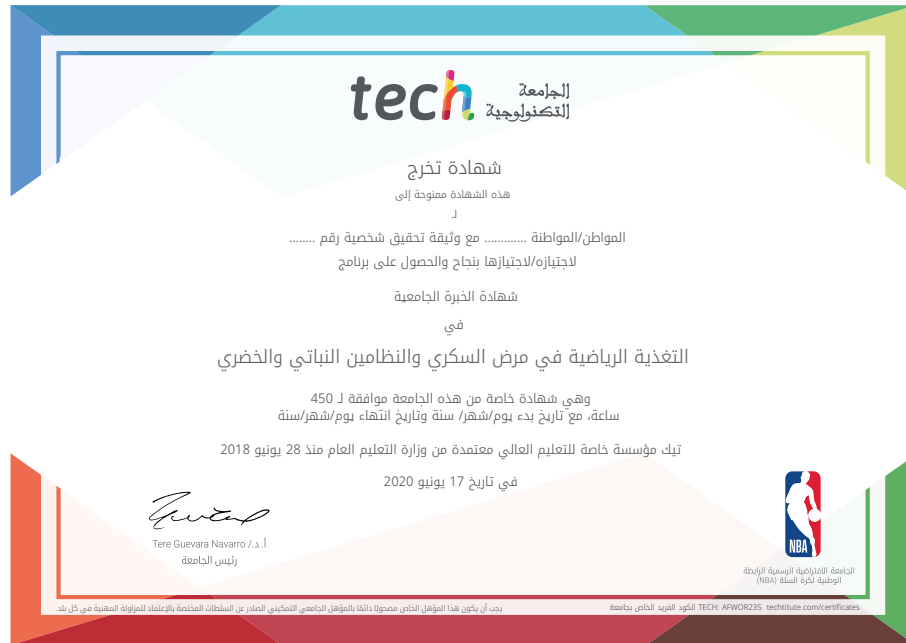 tech الجامعة
التكنولوجية
شهادة تخرج
هذه الشهادة ممنوحة إلى
لـ
المواطن/المواطنة ............ مع وثيقة تحقيق شخصية رقم ........
لاجتيازه/لاجتيازها بنجاح والحصول على برنامج
شهادة الخبرة الجامعية
في
التغذية الرياضية في مرض السكري والنظامين النباتي والخضري
وهي شهادة خاصة من هذه الجامعة موافقة لـ 450
ساعة، مع تاريخ بدء يوم/شهر/ سنة وتاريخ انتهاء يوم/شهر/سنة
تيك مؤسسة خاصة للتعليم العالي معتمدة من وزارة التعليم العام منذ 28 يونيو 2018
في تاريخ 17 يونيو 2020
أ. د./ Tere Guevara Navarro
رئيس الجامعة
NBA
الجامعة الافتراضية الرسمية الرابطة
الوطنية لكرة السلة (NBA)
يجب أن يكون هذا المؤهل الخاص مصحوبًا دائمًا بالمؤهل الجامعي التمكيني الصادر عن السلطات المختصة بالإعتماد للمزاولة المهنية في كل بلد.
الكود الفريد الخاص بجامعة TECH: AFWOR23S techtitute.com/certificates